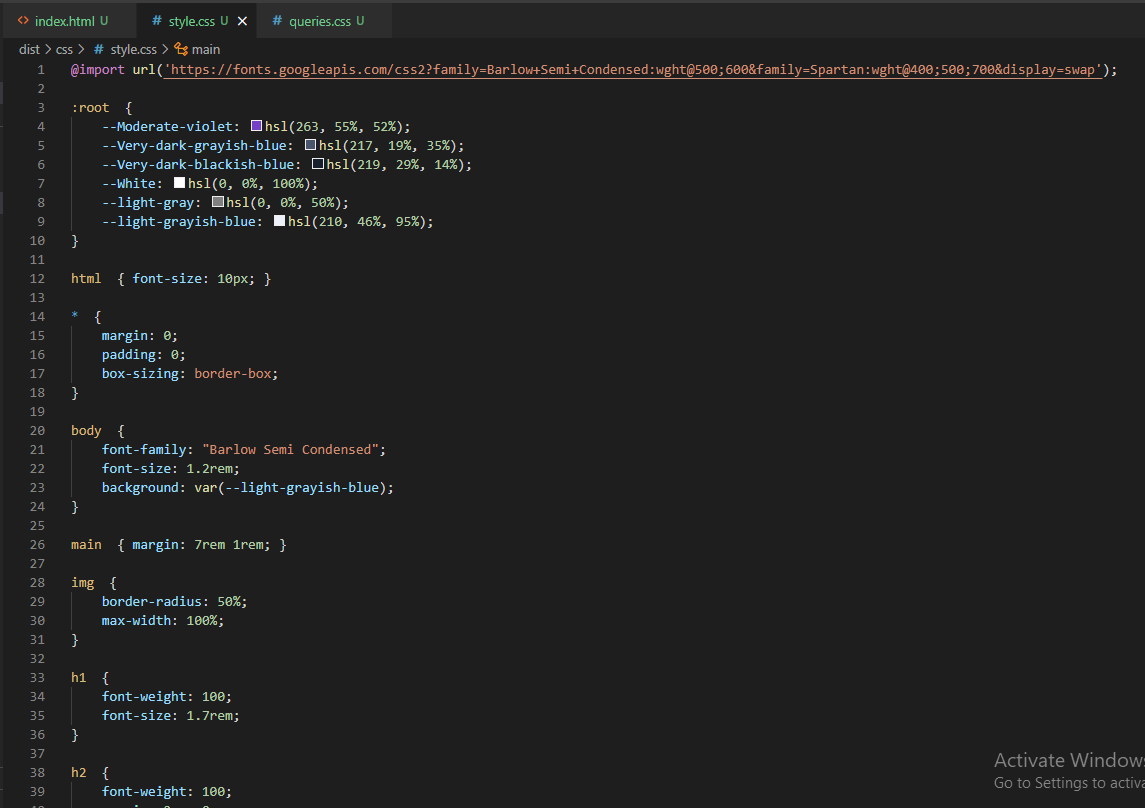 index.html U
style.css U
queries.css U
dist > css > # style.css > main
1 @import url('https://fonts.googleapis.com/css2?family=Barlow+Semi+Condensed:wght@500;600&family=Spartan:wght@400;500;700&display=swap');
2
3 :root {
4 --Moderate-violet: hsl(263, 55%, 52%);
5 --Very-dark-grayish-blue: hsl(217, 19%, 35%);
6 --Very-dark-blackish-blue: hsl(219, 29%, 14%);
7 --White: hsl(0, 0%, 100%);
8 --light-gray: hsl(0, 0%, 50%);
9 --light-grayish-blue: hsl(210, 46%, 95%);
10 }
11
12 html { font-size: 10px; }
13
14 * {
15 margin: 0;
16 padding: 0;
17 box-sizing: border-box;
18 }
19
20 body {
21 font-family: "Barlow Semi Condensed";
22 font-size: 1.2rem;
23 background: var(--light-grayish-blue);
24 }
25
26 main { margin: 7rem 1rem; }
27
28 img {
29 border-radius: 50%;
30 max-width: 100%;
31 }
32
33 h1 {
34 font-weight: 100;
35 font-size: 1.7rem;
36 }
37
38 h2 {
39 font-weight: 100;
Activate Windows
Go to Settings to activa